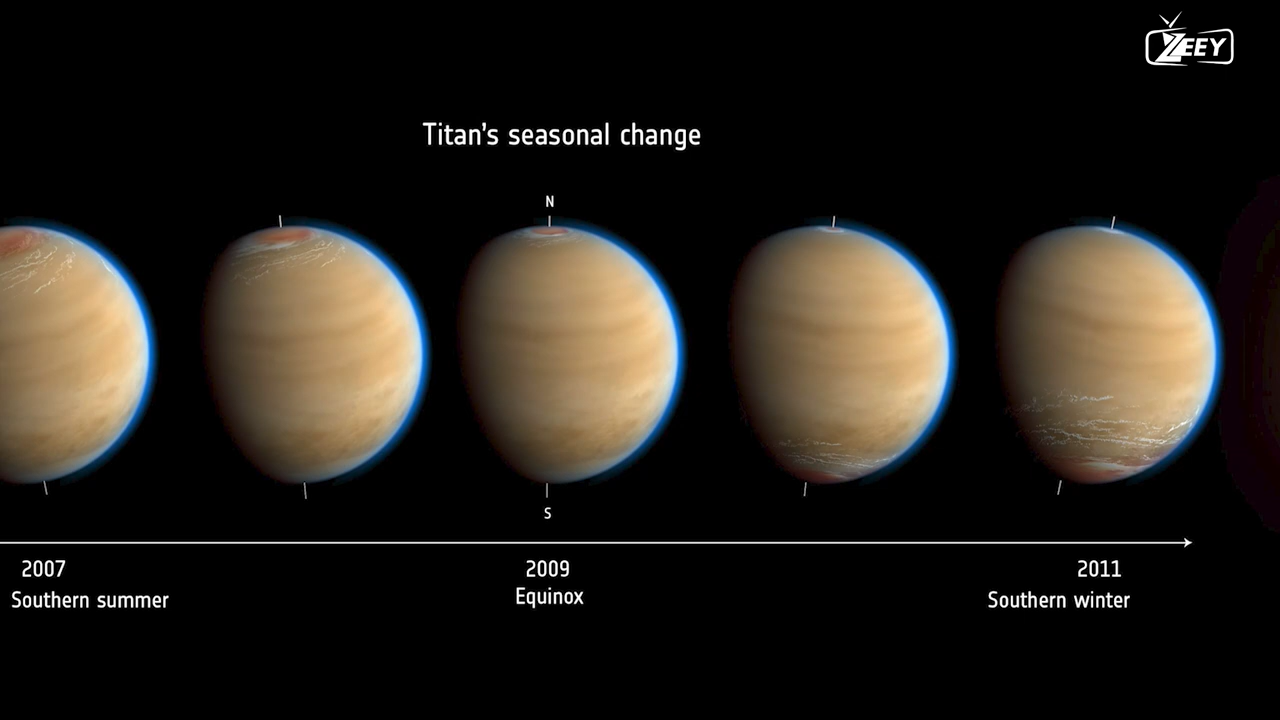 ZEEY
Titan's seasonal change
N
S
2007
2009
2011
Southern summer
Equinox
Southern winter